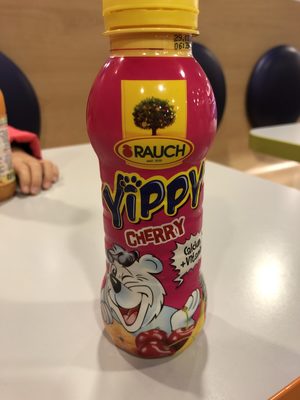 RAUCH
YIPPY
CHERRY
Calcium
+Vitamin